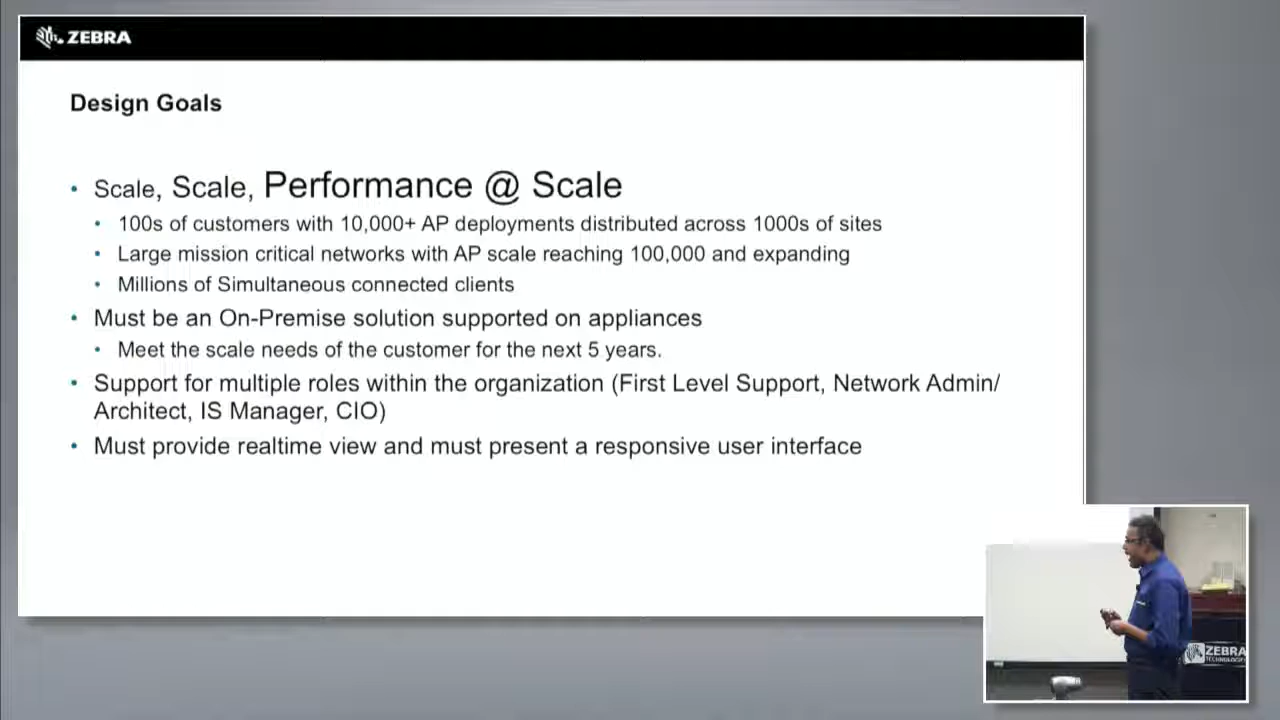 ZEBRA
Design Goals
• Scale, Scale, Performance @ Scale
• 100s of customers with 10,000+ AP deployments distributed across 1000s of sites
• Large mission critical networks with AP scale reaching 100,000 and expanding
• Millions of Simultaneous connected clients
• Must be an On-Premise solution supported on appliances
• Meet the scale needs of the customer for the next 5 years.
• Support for multiple roles within the organization (First Level Support, Network Admin/
Architect, IS Manager, CIO)
• Must provide realtime view and must present a responsive user interface
ZEBRA
TECHNOLOGIES